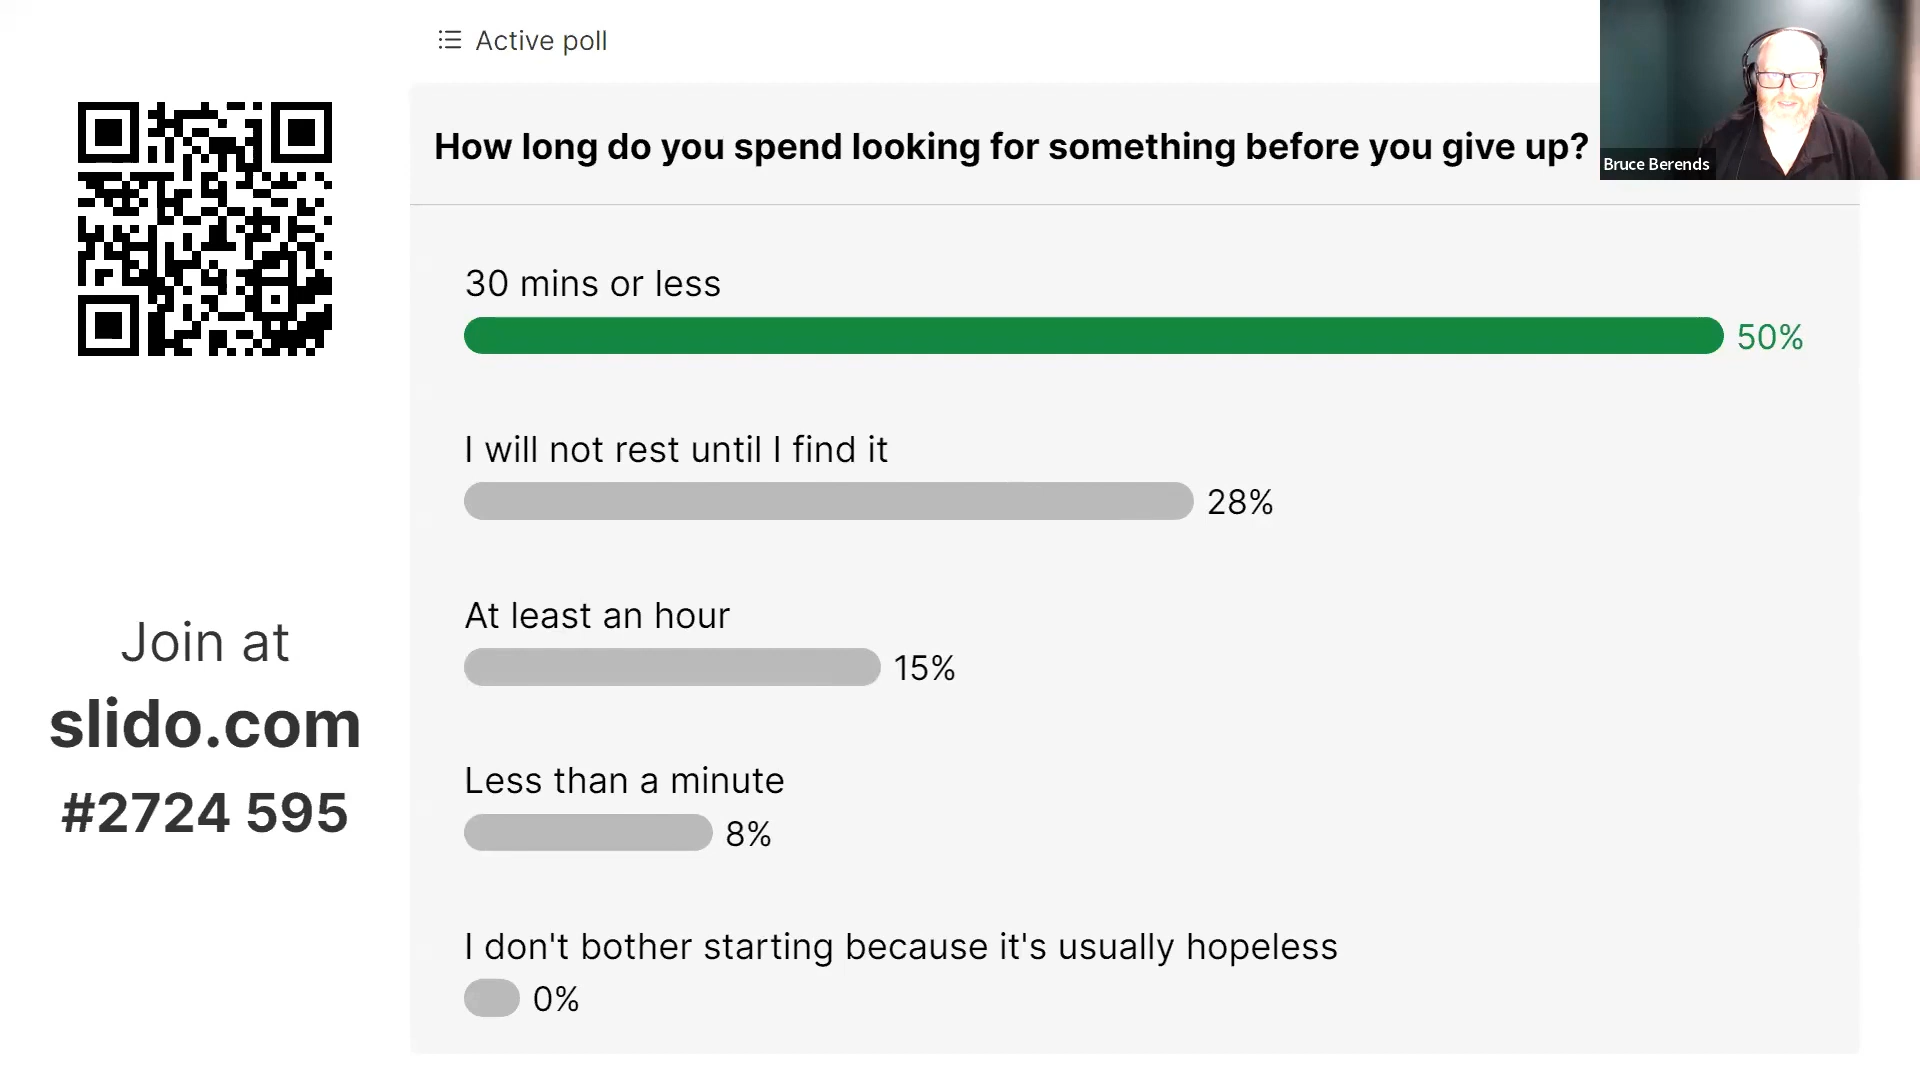 Active poll
How long do you spend looking for something before you give up?
Bruce Berends
30 mins or less
50%
I will not rest until I find it
28%
At least an hour
15%
Less than a minute
8%
I don't bother starting because it's usually hopeless
0%
Join at
slido.com
#2724 595